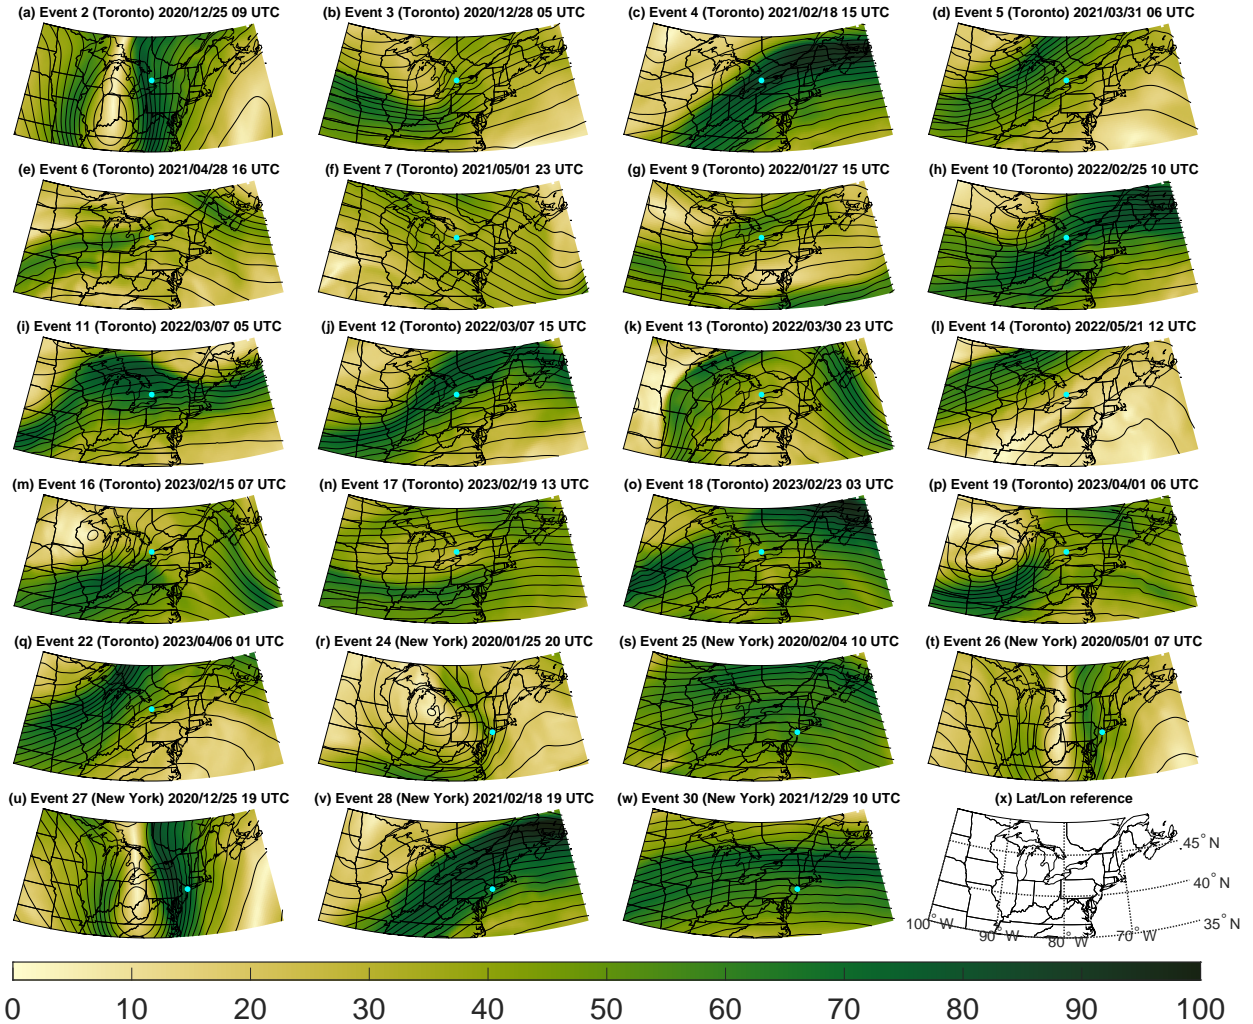 (a) Event 2 (Toronto) 2020/12/25 09 UTC
(b) Event 3 (Toronto) 2020/12/28 05 UTC
(c) Event 4 (Toronto) 2021/02/18 15 UTC
(d) Event 5 (Toronto) 2021/03/31 06 UTC
(e) Event 6 (Toronto) 2021/04/28 16 UTC
(f) Event 7 (Toronto) 2021/05/01 23 UTC
(g) Event 9 (Toronto) 2022/01/27 15 UTC
(h) Event 10 (Toronto) 2022/02/25 10 UTC
(i) Event 11 (Toronto) 2022/03/07 05 UTC
(j) Event 12 (Toronto) 2022/03/07 15 UTC
(k) Event 13 (Toronto) 2022/03/30 23 UTC
(l) Event 14 (Toronto) 2022/05/21 12 UTC
(m) Event 16 (Toronto) 2023/02/15 07 UTC
(n) Event 17 (Toronto) 2023/02/19 13 UTC
(o) Event 18 (Toronto) 2023/02/23 03 UTC
(p) Event 19 (Toronto) 2023/04/01 06 UTC
(q) Event 22 (Toronto) 2023/04/06 01 UTC
(r) Event 24 (New York) 2020/01/25 20 UTC
(s) Event 25 (New York) 2020/02/04 10 UTC
(t) Event 26 (New York) 2020/05/01 07 UTC
(u) Event 27 (New York) 2020/12/25 19 UTC
(v) Event 28 (New York) 2021/02/18 19 UTC
(w) Event 30 (New York) 2021/12/29 10 UTC
(x) Lat/Lon reference
45°N
40°N
35°N
100°W 90°W 80°W 70°W
0 10 20 30 40 50 60 70 80 90 100